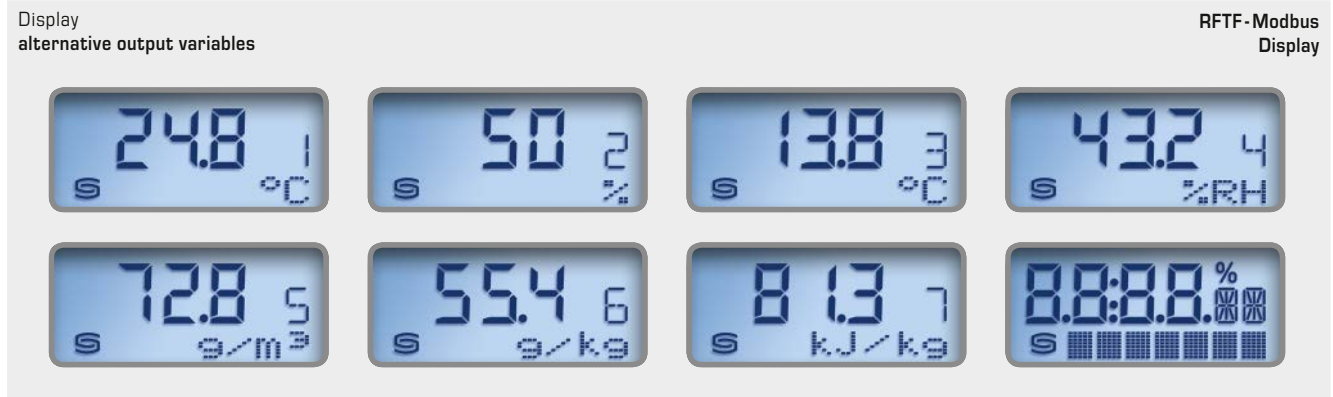 Display
alternative output variables
RFTF-Modbus
Display
24.8 1
°C
50 2
%
13.8 3
°C
43.2 4
%RH
72.8 5
g/m³
55.4 6
g/kg
81.3 7
kJ/kg
8.8:8.8. %